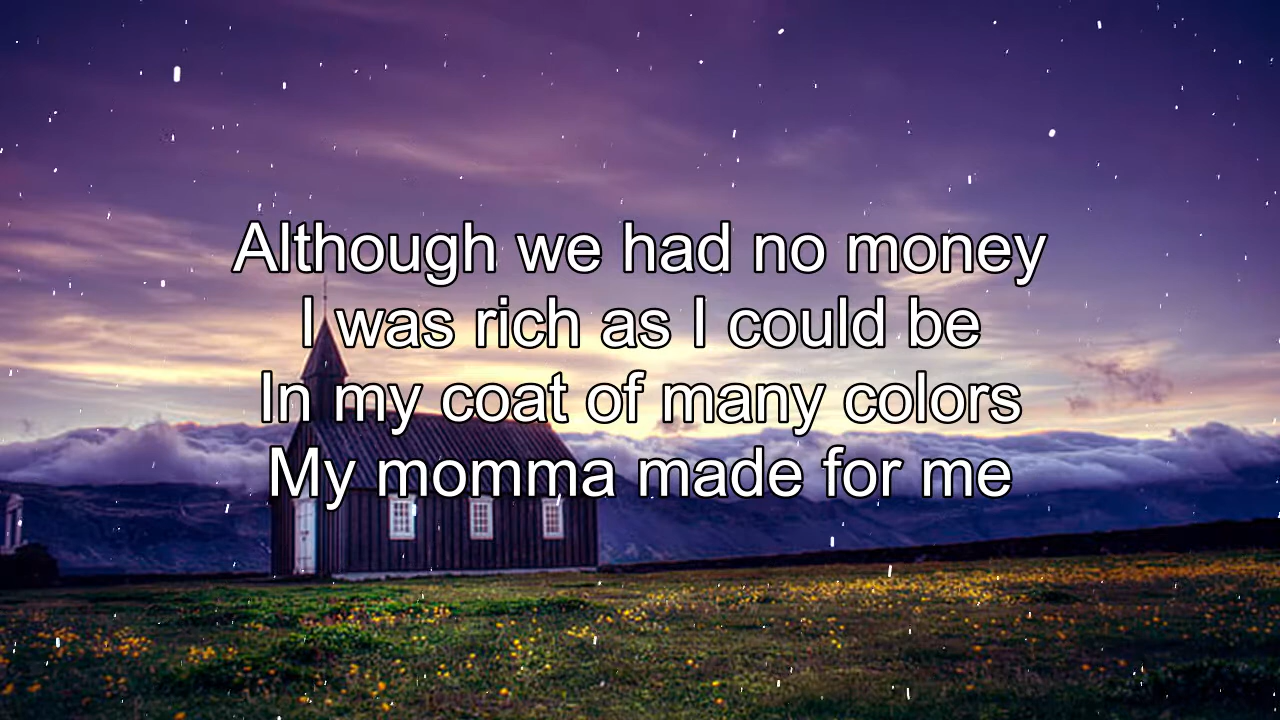 Although we had no money
I was rich as I could be
In my coat of many colors
My momma made for me